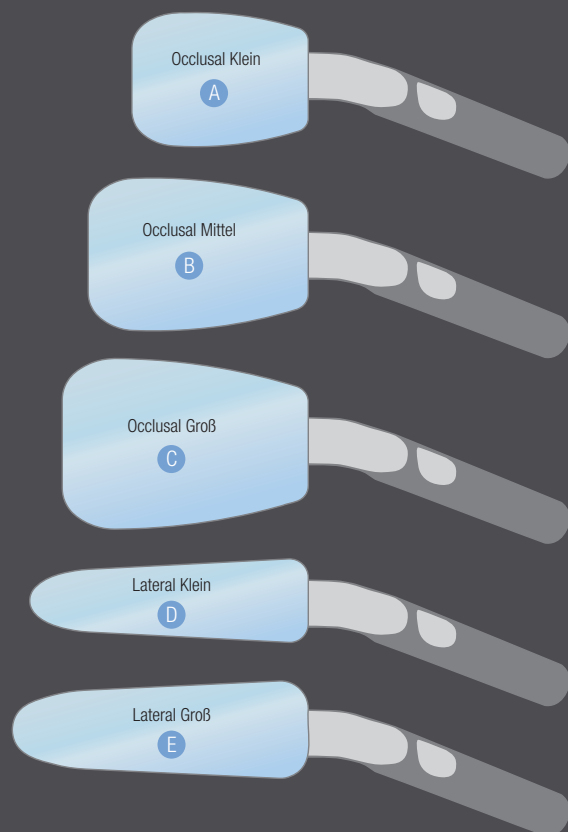 Occlusal Klein
A
Occlusal Mittel
B
Occlusal Groß
C
Lateral Klein
D
Lateral Groß
E